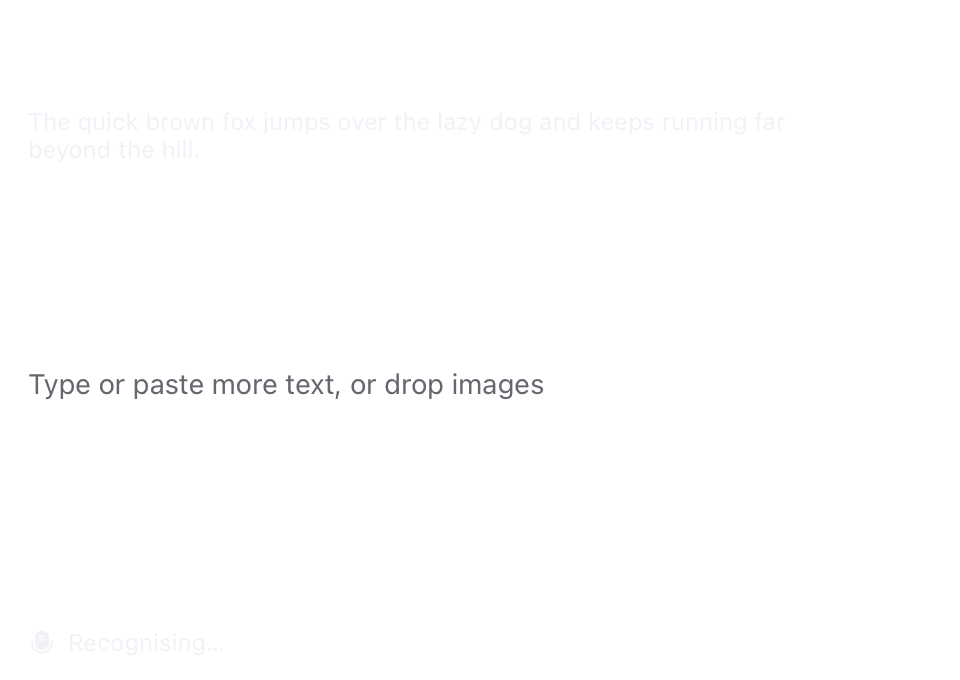 The quick brown fox jumps over the lazy dog and keeps running far
beyond the hill.
Type or paste more text, or drop images
Recognising...